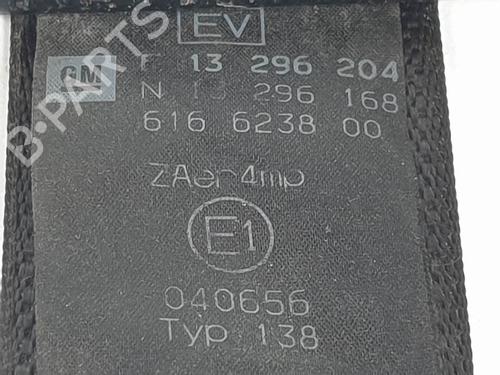 EV
GM F 13 296 204
N 13 296 168
616 6238 00
ZAer4mp
E1
040656
Typ 138
B-PARTS